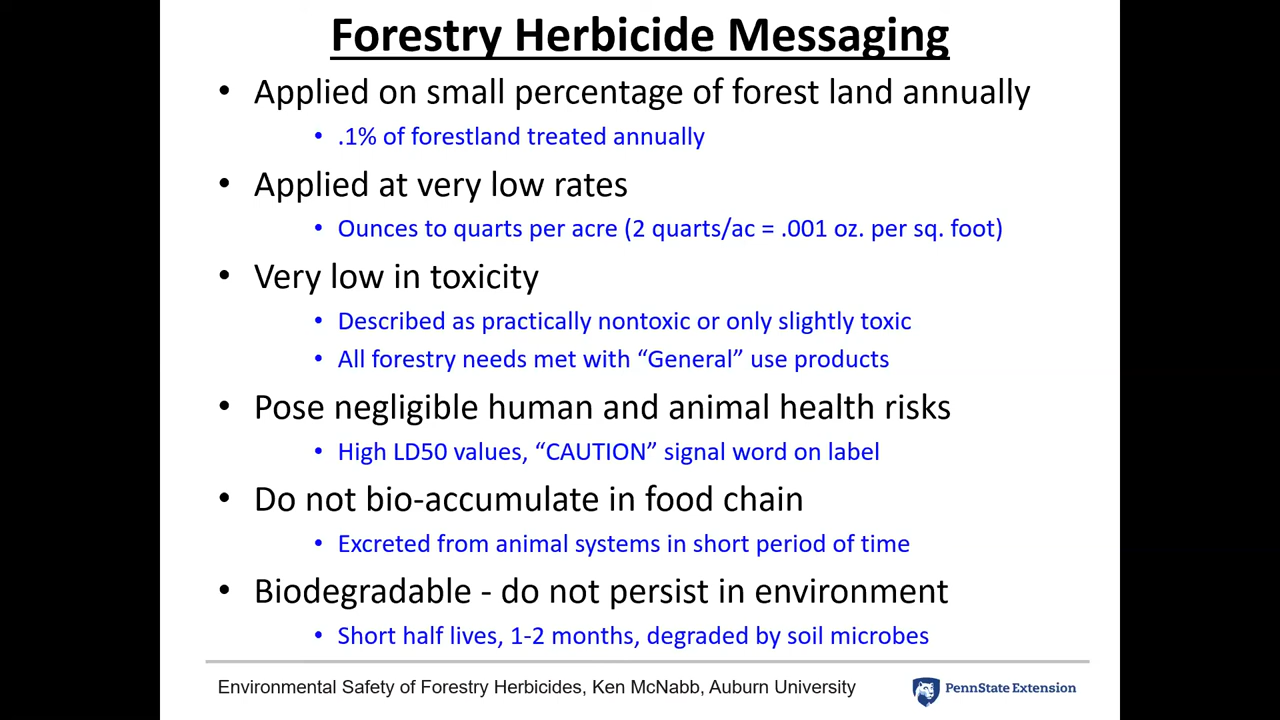 Forestry Herbicide Messaging
• Applied on small percentage of forest land annually
• .1% of forestland treated annually
• Applied at very low rates
• Ounces to quarts per acre (2 quarts/ac = .001 oz. per sq. foot)
• Very low in toxicity
• Described as practically nontoxic or only slightly toxic
• All forestry needs met with “General” use products
• Pose negligible human and animal health risks
• High LD50 values, “CAUTION” signal word on label
• Do not bio-accumulate in food chain
• Excreted from animal systems in short period of time
• Biodegradable - do not persist in environment
• Short half lives, 1-2 months, degraded by soil microbes
Environmental Safety of Forestry Herbicides, Ken McNabb, Auburn University
PennState Extension